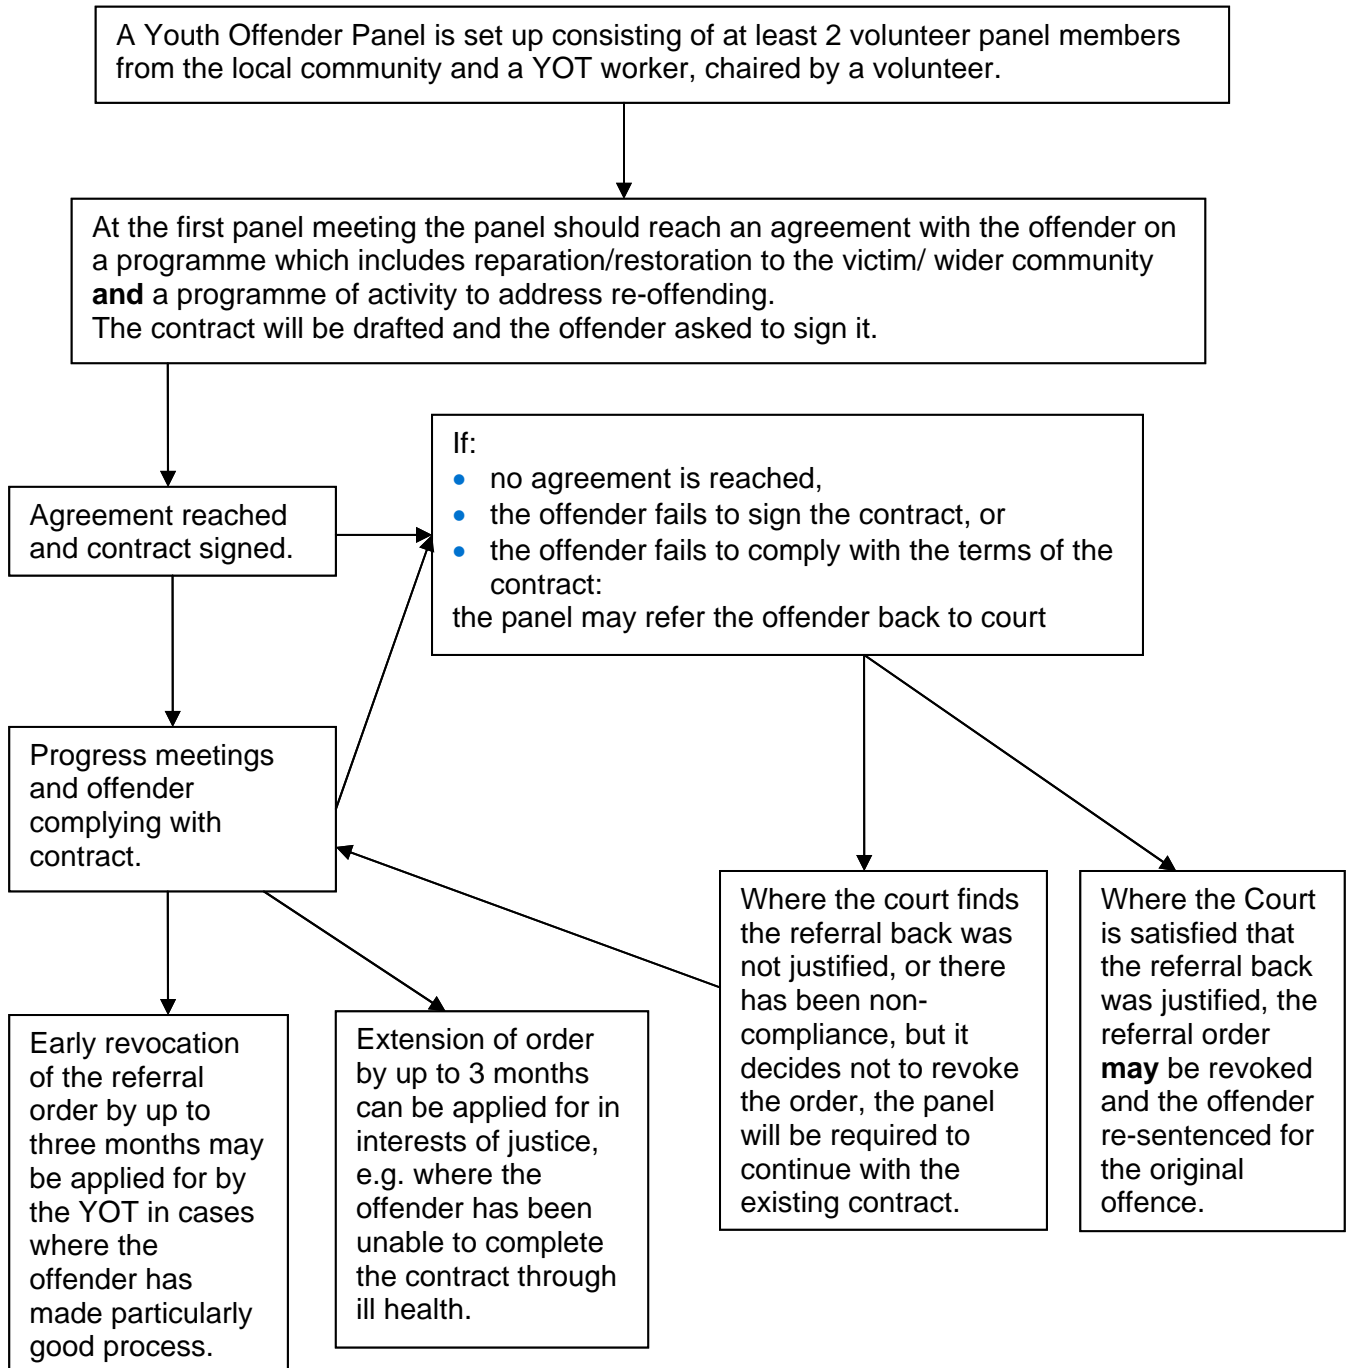 A Youth Offender Panel is set up consisting of at least 2 volunteer panel members
from the local community and a YOT worker, chaired by a volunteer.
At the first panel meeting the panel should reach an agreement with the offender on
a programme which includes reparation/restoration to the victim/ wider community
and a programme of activity to address re-offending.
The contract will be drafted and the offender asked to sign it.
Agreement reached
and contract signed.
If:
• no agreement is reached,
• the offender fails to sign the contract, or
• the offender fails to comply with the terms of the
contract:
the panel may refer the offender back to court
Progress meetings
and offender
complying with
contract.
Early revocation
of the referral
order by up to
three months may
be applied for by
the YOT in cases
where the
offender has
made particularly
good process.
Extension of order
by up to 3 months
can be applied for in
interests of justice,
e.g. where the
offender has been
unable to complete
the contract through
ill health.
Where the court finds
the referral back was
not justified, or there
has been non-
compliance, but it
decides not to revoke
the order, the panel
will be required to
continue with the
existing contract.
Where the Court
is satisfied that
the referral back
was justified, the
referral order
may be revoked
and the offender
re-sentenced for
the original
offence.